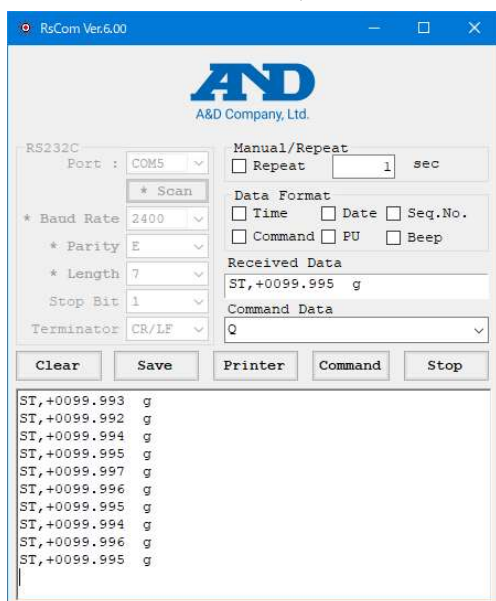 RsCom Ver.6.00
AND
A&D Company, Ltd.
RS232C
Port : COM5
* Scan
* Baud Rate 2400
* Parity E
* Length 7
Stop Bit 1
Terminator CR/LF
Manual/Repeat
Repeat 1 sec
Data Format
Time Date Seq.No.
Command PU Beep
Received Data
ST,+0099.995 g
Command Data
Q
Clear Save Printer Command Stop
ST,+0099.993 g
ST,+0099.992 g
ST,+0099.994 g
ST,+0099.995 g
ST,+0099.997 g
ST,+0099.996 g
ST,+0099.995 g
ST,+0099.994 g
ST,+0099.996 g
ST,+0099.995 g